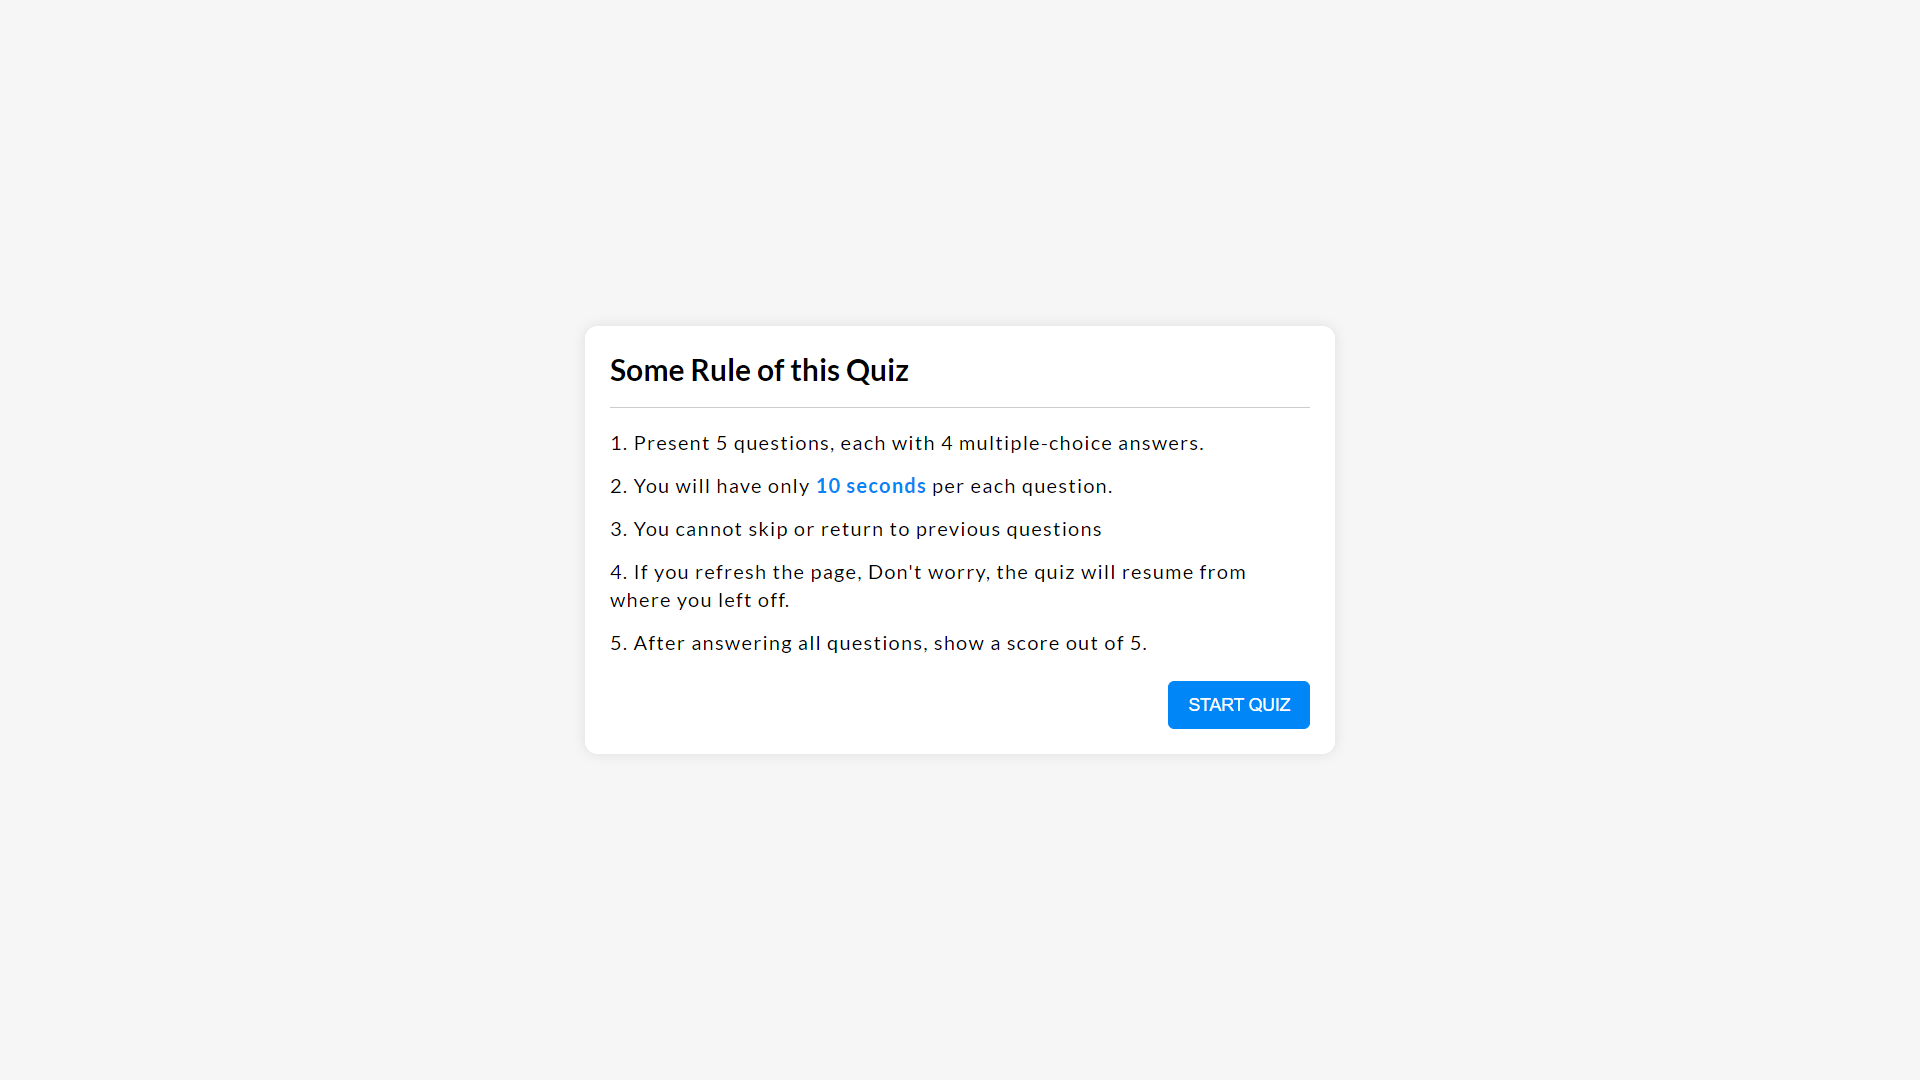 Some Rule of this Quiz
1. Present 5 questions, each with 4 multiple-choice answers.
2. You will have only 10 seconds per each question.
3. You cannot skip or return to previous questions
4. If you refresh the page, Don't worry, the quiz will resume from
where you left off.
5. After answering all questions, show a score out of 5.
START QUIZ